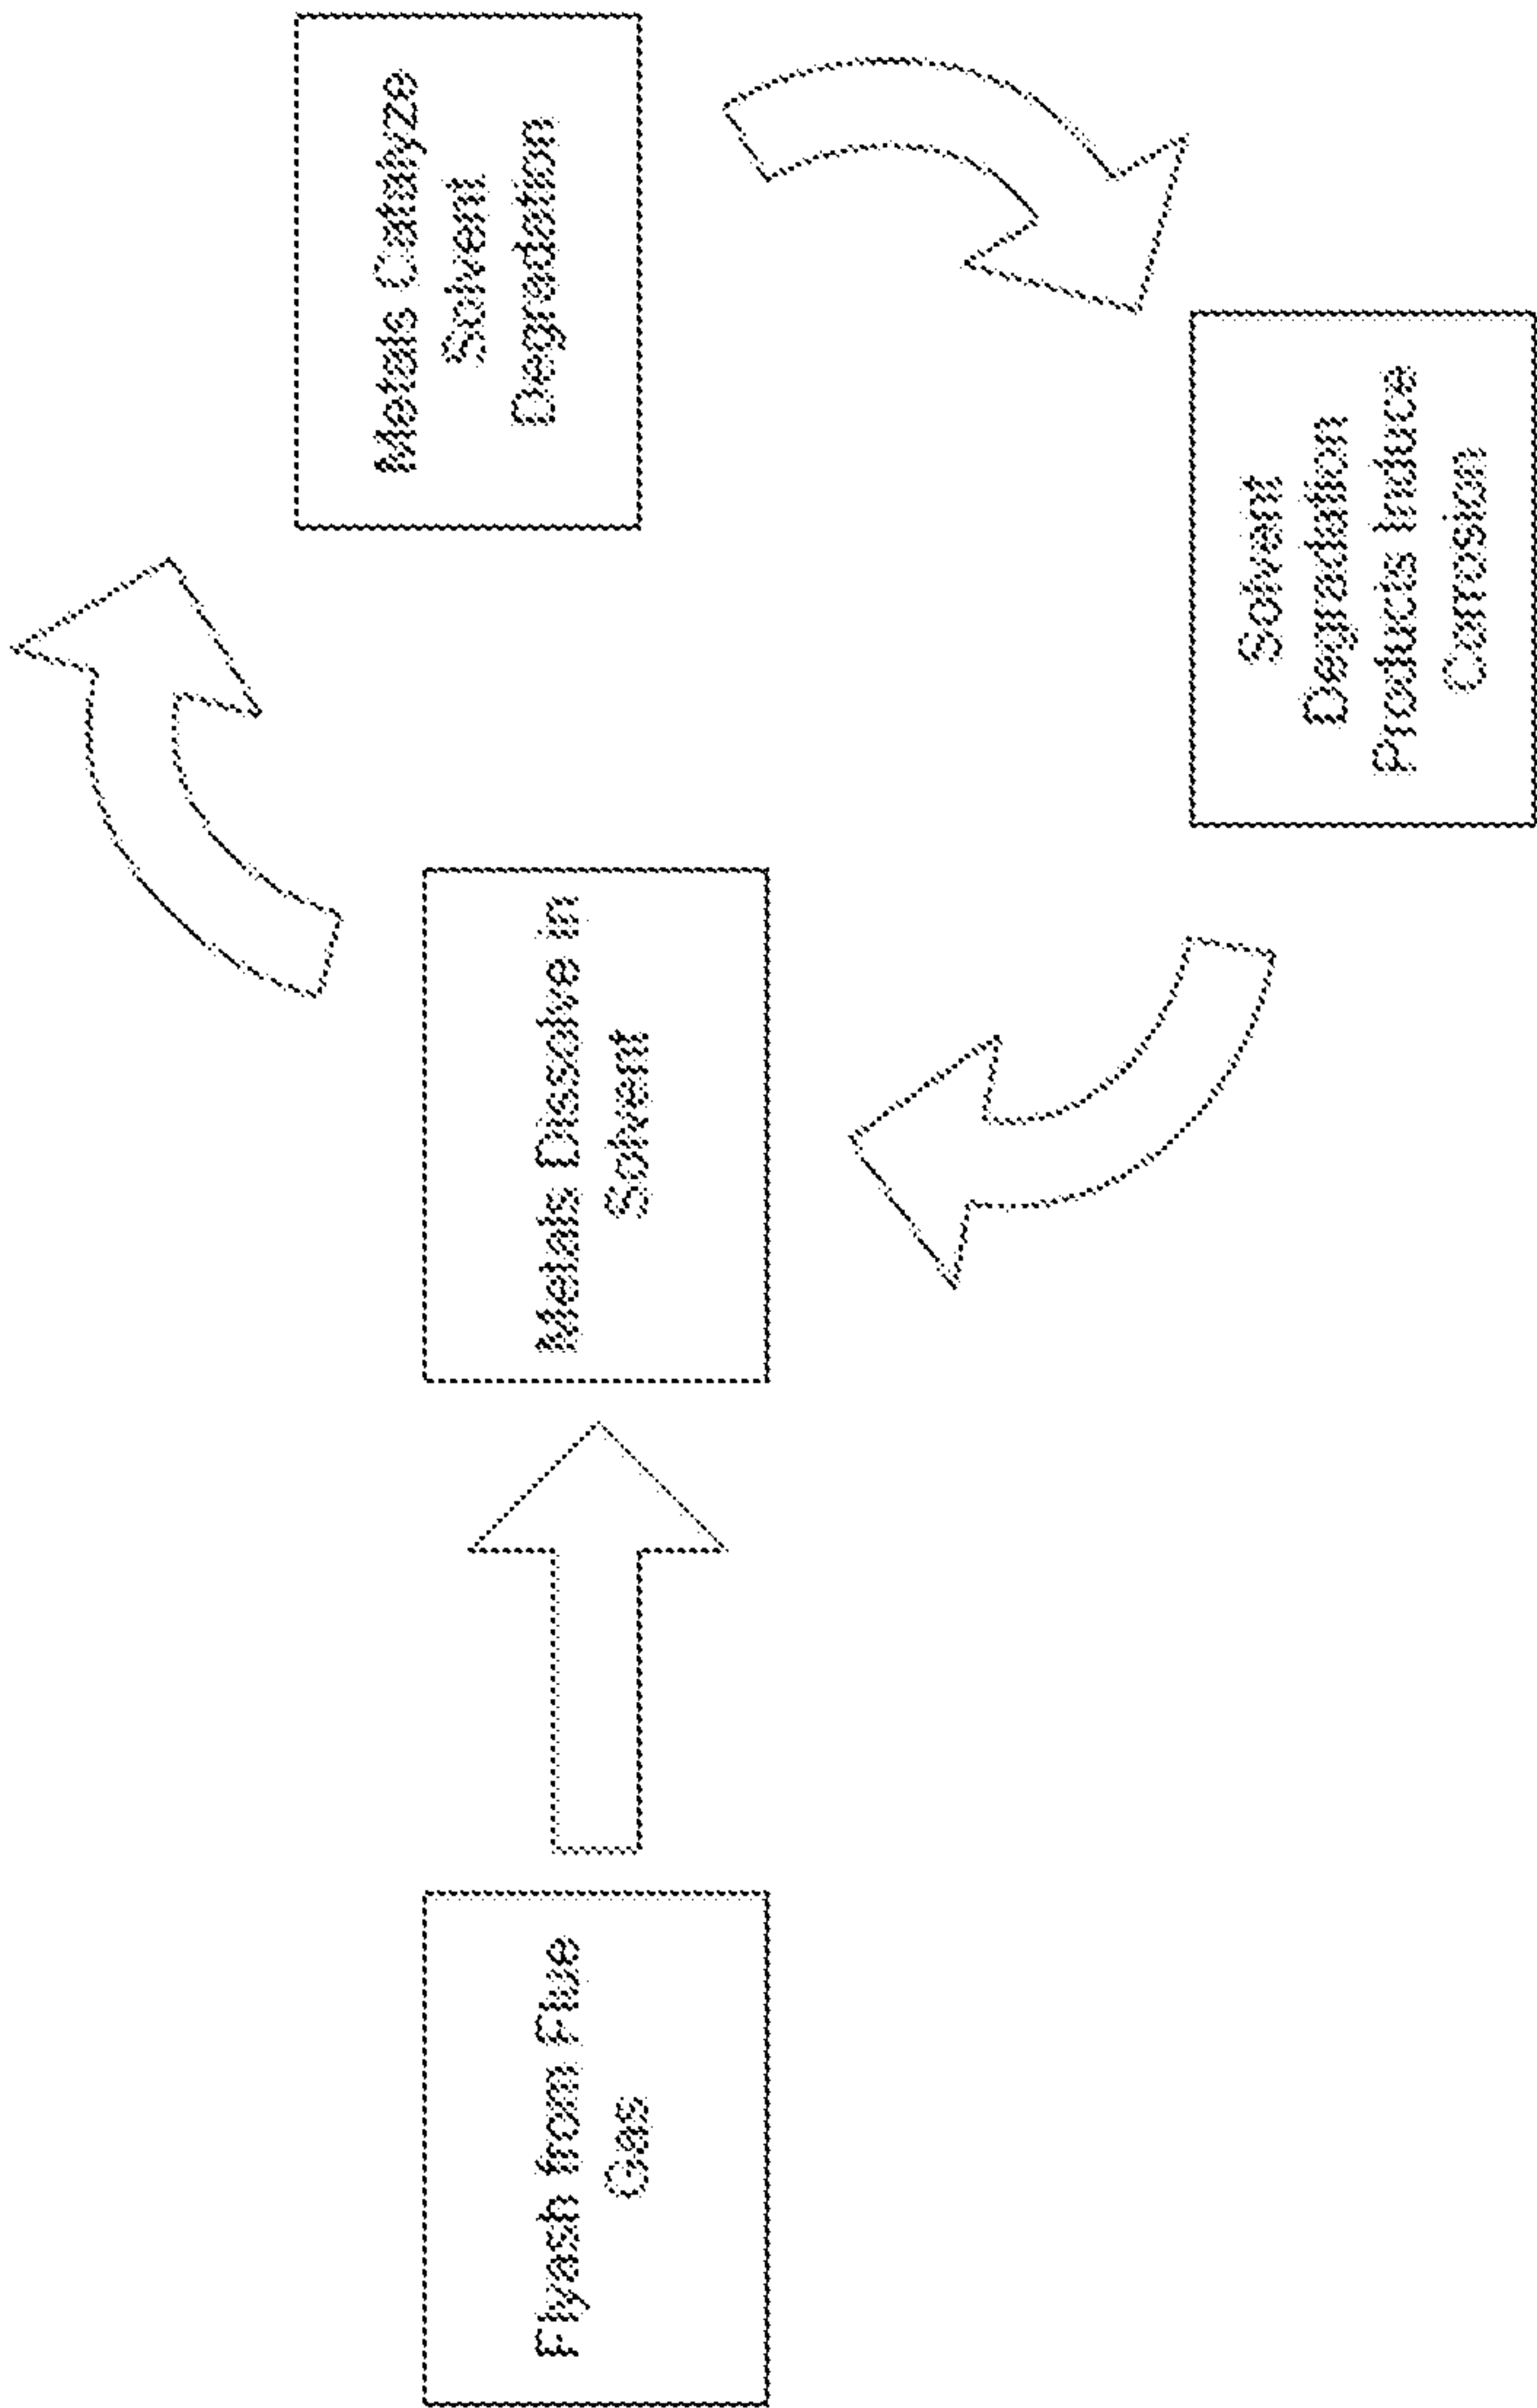 Flyash from Flue
Gas
Metals Dissolve in
Solvent
Metals Catalyze
Solvent
Degradation
Solvent
Degradation
Products Induce
Corrosion